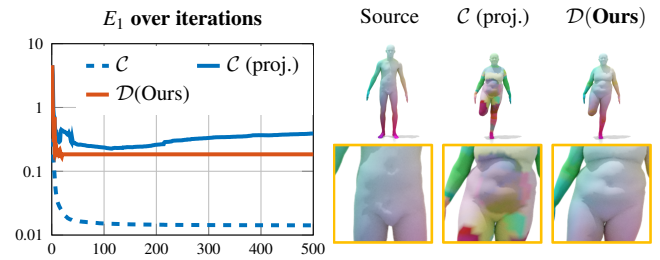 E₁ over iterations
10
1
0.1
0.01
0 100 200 300 400 500
𝒞
𝒞 (proj.)
𝒟(Ours)
Source
𝒞 (proj.)
𝒟(Ours)